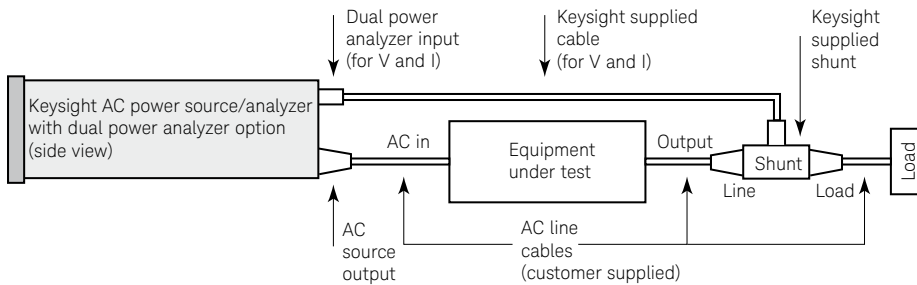 Dual power
analyzer input
(for V and I)
Keysight supplied
cable
(for V and I)
Keysight
supplied
shunt
Keysight AC power source/analyzer
with dual power analyzer option
(side view)
AC in
Equipment
under test
Output
Shunt
Line
Load
Load
AC
source
output
AC line
cables
(customer supplied)